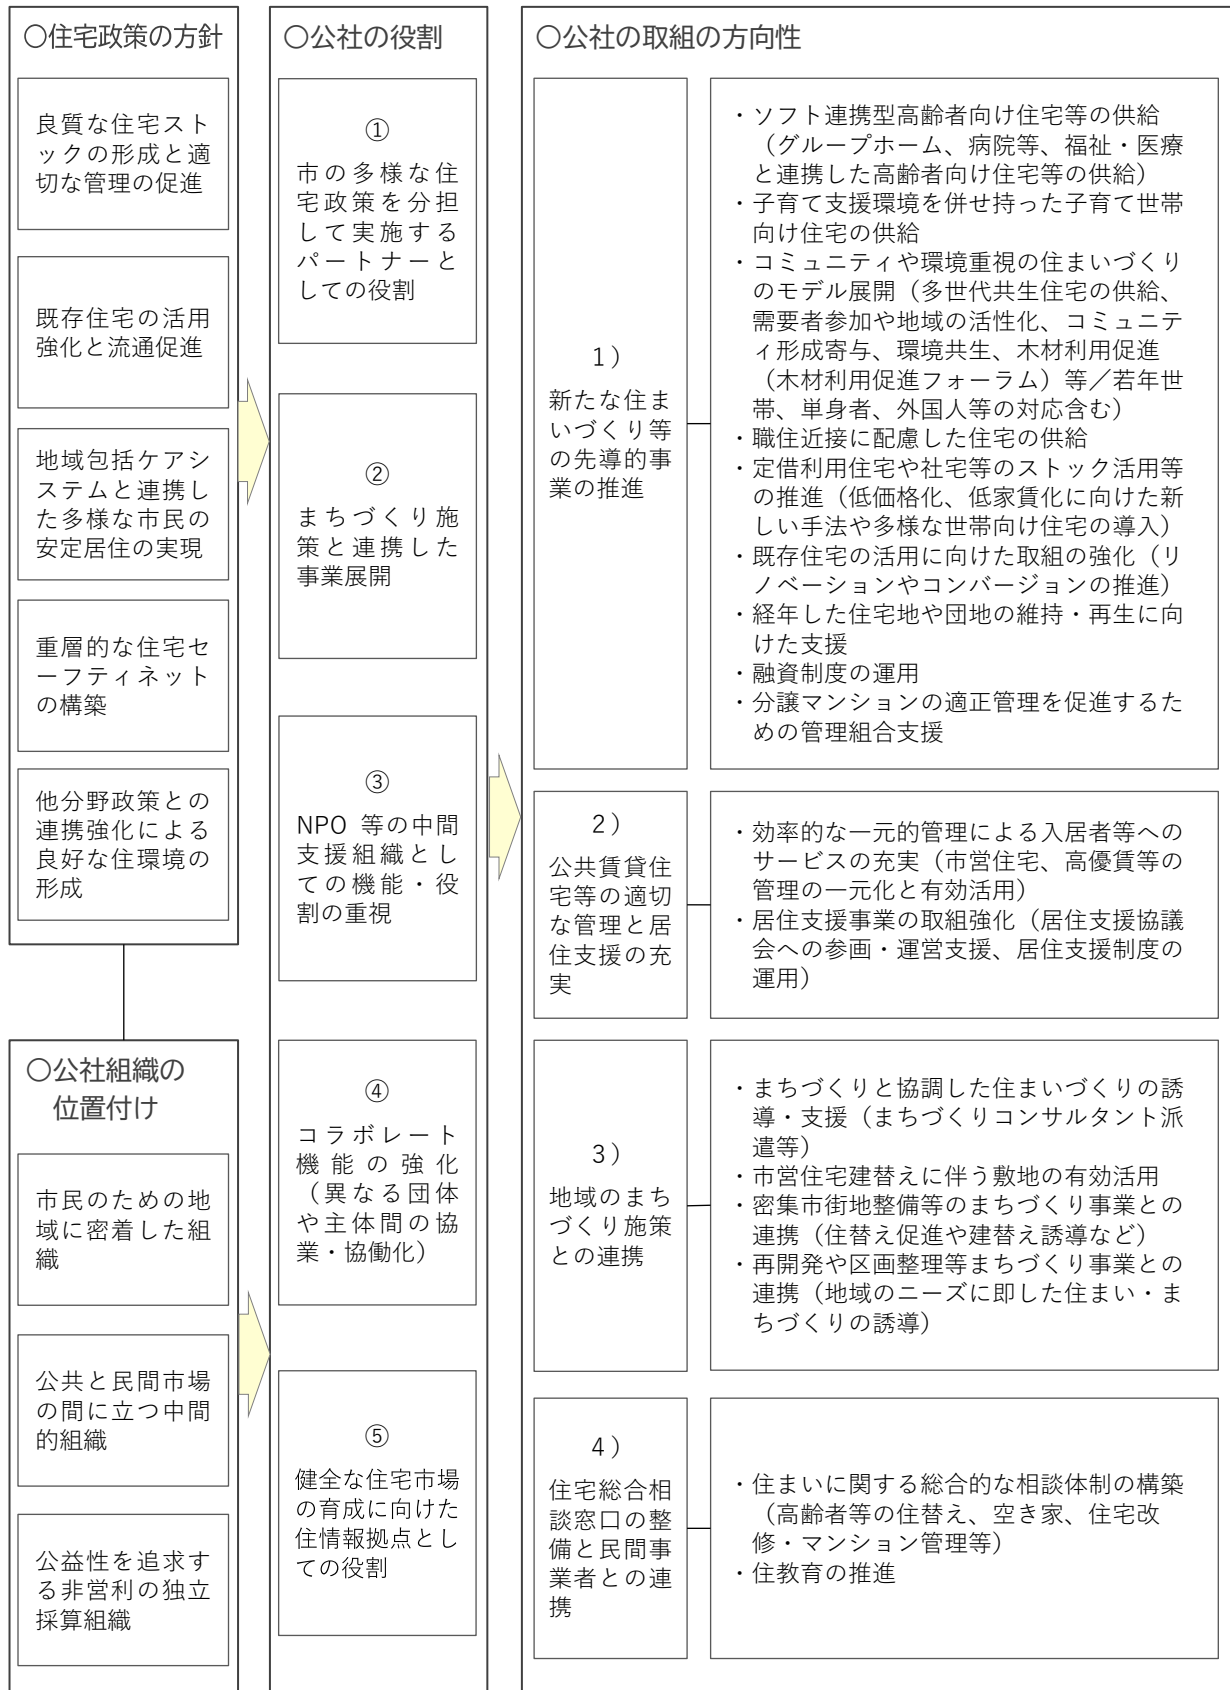 〇住宅政策の方針
良質な住宅スト
ックの形成と適
切な管理の促進
既存住宅の活用
強化と流通促進
地域包括ケアシ
ステムと連携し
た多様な市民の
安定居住の実現
重層的な住宅セ
ーフティネット
の構築
他分野政策との
連携強化による
良好な住環境の
形成
〇公社組織の
位置付け
市民のための地
域に密着した組
織
公共と民間市場
の間に立つ中間
的組織
公益性を追求す
る非営利の独立
採算組織
〇公社の役割
①
市の多様な住
宅政策を分担
して実施する
パートナーと
しての役割
②
まちづくり施
策と連携した
事業展開
③
NPO 等の中間
支援組織とし
ての機能・役
割の重視
④
コラボレート
機能の強化
（異なる団体
や主体間の協
業・協働化）
⑤
健全な住宅市場
の育成に向けた
住情報拠点とし
ての役割
〇公社の取組の方向性
1）
新たな住ま
いづくり等
の先導的事
業の推進
・ソフト連携型高齢者向け住宅等の供給
（グループホーム、病院等、福祉・医療
と連携した高齢者向け住宅等の供給）
・子育て支援環境を併せ持った子育て世帯
向け住宅の供給
・コミュニティや環境重視の住まいづくり
のモデル展開（多世代共生住宅の供給、
需要者参加や地域の活性化、コミュニテ
ィ形成寄与、環境共生、木材利用促進
（木材利用促進フォーラム）等／若年世
帯、単身者、外国人等の対応含む）
・職住近接に配慮した住宅の供給
・定借利用住宅や社宅等のストック活用等
の推進（低価格化、低家賃化に向けた新
しい手法や多様な世帯向け住宅の導入）
・既存住宅の活用に向けた取組の強化（リ
ノベーションやコンバージョンの推進）
・経年した住宅地や団地の維持・再生に向
けた支援
・融資制度の運用
・分譲マンションの適正管理を促進するた
めの管理組合支援
2）
公共賃貸住
宅等の適切
な管理と居
住支援の充
実
・効率的な一元的管理による入居者等への
サービスの充実（市営住宅、高優賃等の
管理の一元化と有効活用）
・居住支援事業の取組強化（居住支援協議
会への参画・運営支援、居住支援制度の
運用）
3）
地域のまち
づくり施策
との連携
・まちづくりと協調した住まいづくりの誘
導・支援（まちづくりコンサルタント派
遣等）
・市営住宅建替えに伴う敷地の有効活用
・密集市街地整備等のまちづくり事業との
連携（住替え促進や建替え誘導など）
・再開発や区画整理等まちづくり事業との
連携（地域のニーズに即した住まい・ま
ちづくりの誘導）
4）
住宅総合相
談窓口の整
備と民間事
業者との連
携
・住まいに関する総合的な相談体制の構築
（高齢者等の住替え、空き家、住宅改
修・マンション管理等）
・住教育の推進